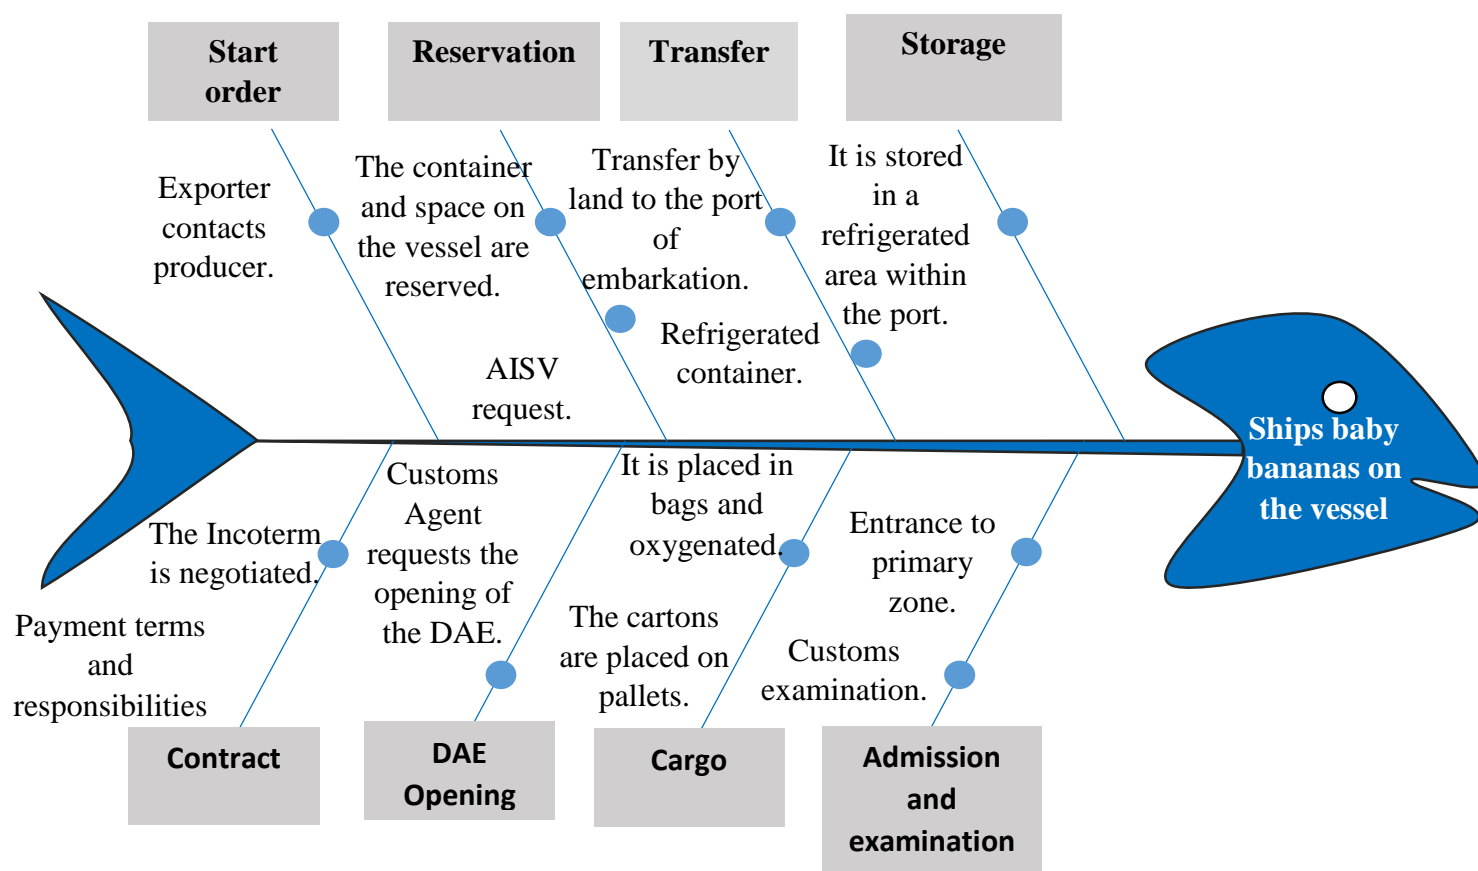 Start
order
Reservation
Transfer
Storage
Exporter
contacts
producer.
The container
and space on
the vessel are
reserved.
AISV
request.
Transfer by
land to the port
of
embarkation.
Refrigerated
container.
It is stored
in a
refrigerated
area within
the port.
Ships baby
bananas on
the vessel
The Incoterm
is negotiated.
Payment terms
and
responsibilities
Customs
Agent
requests the
opening of
the DAE.
It is placed in
bags and
oxygenated.
The cartons
are placed on
pallets.
Entrance to
primary
zone.
Customs
examination.
Contract
DAE
Opening
Cargo
Admission
and
examination